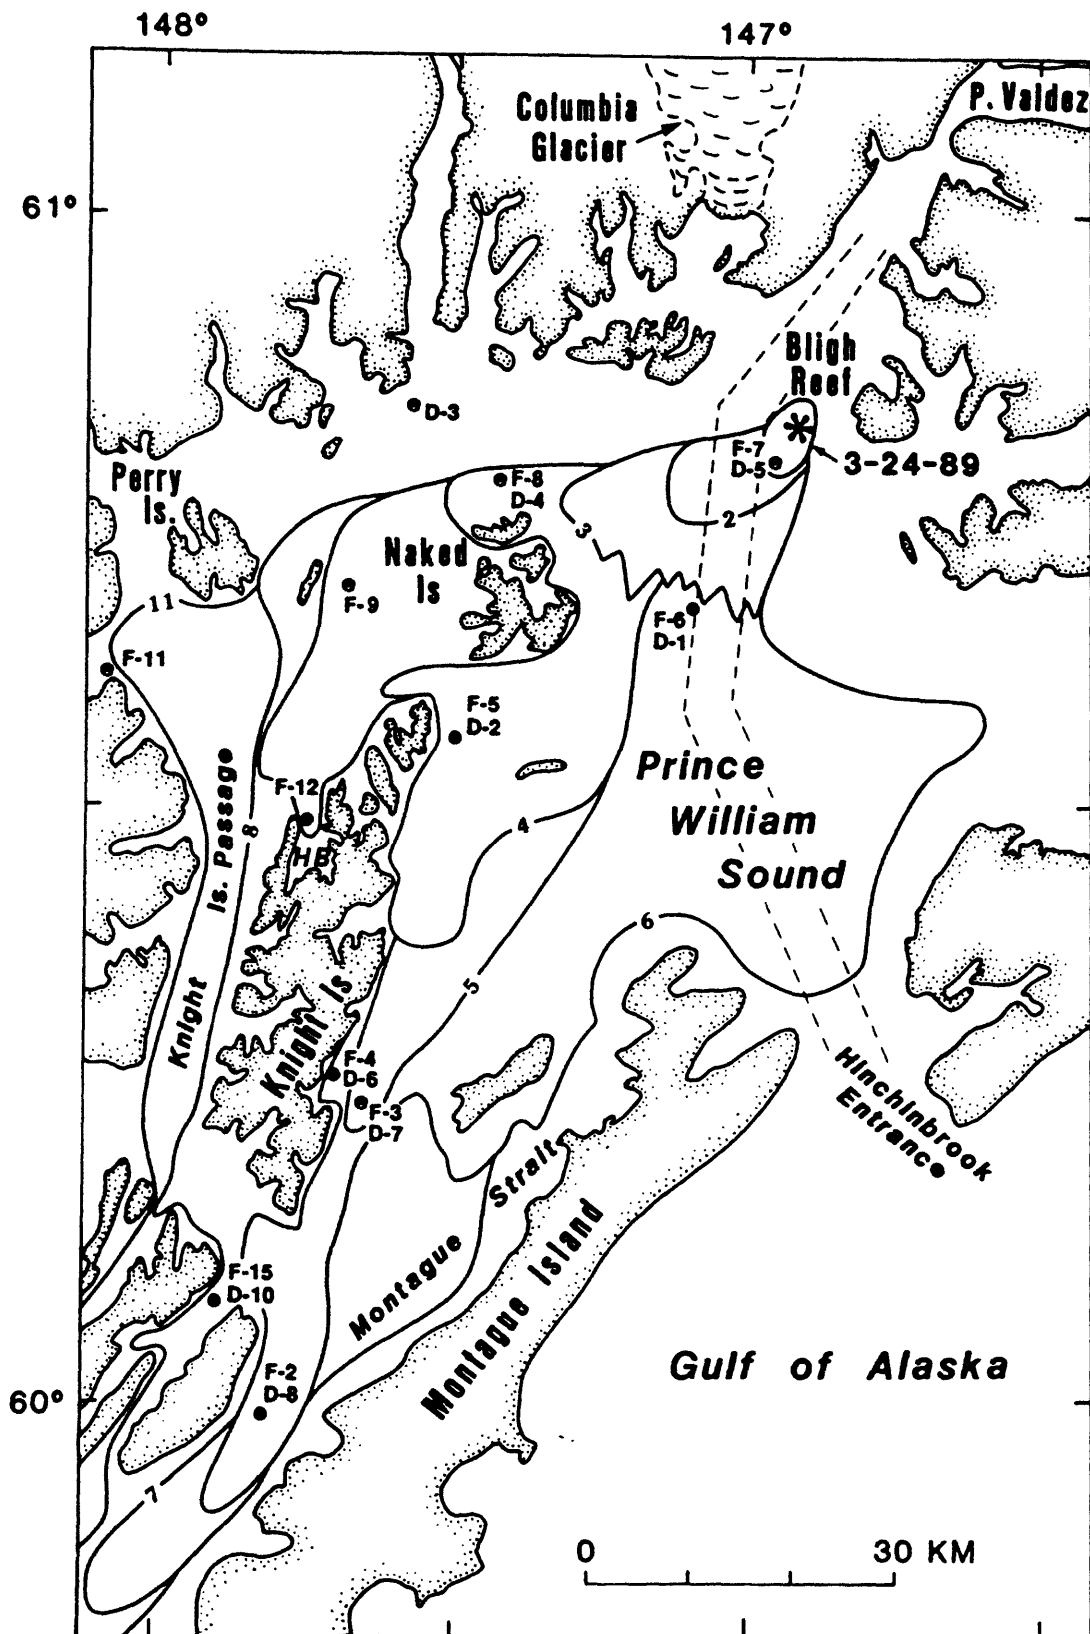 148°
147°
Columbia
Glacier
P. Valdez
61°
Bligh
Reef
D-3
3-24-89
F-7
D-5
Perry
Is.
F-8
D-4
2
3
Naked
Is
F-9
11
F-6
D-1
F-11
F-5
D-2
Prince
William
Sound
F-12
4
8
HB
Knight Is. Passage
6
5
Knight Is
F-4
D-6
F-3
D-7
Hinchinbrook
Entrance
Montague Strait
Montague Island
F-15
D-10
F-2
D-8
Gulf of Alaska
60°
7
0 30 KM